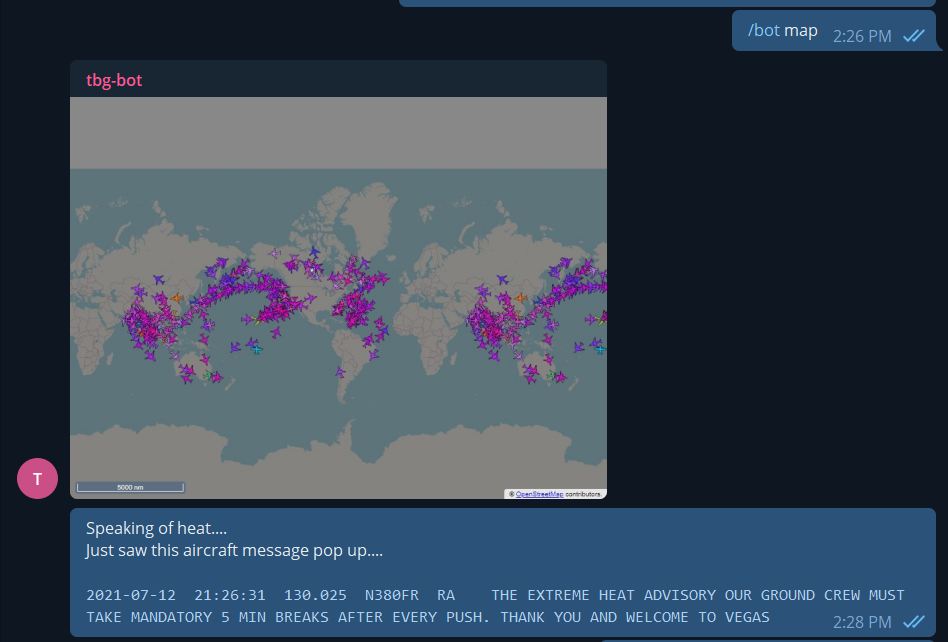 /bot map 2:26 PM
tbg-bot
5000 nm
© OpenStreetMap contributors.
T
Speaking of heat....
Just saw this aircraft message pop up....
2021-07-12 21:26:31 130.025 N380FR RA THE EXTREME HEAT ADVISORY OUR GROUND CREW MUST
TAKE MANDATORY 5 MIN BREAKS AFTER EVERY PUSH. THANK YOU AND WELCOME TO VEGAS
2:28 PM